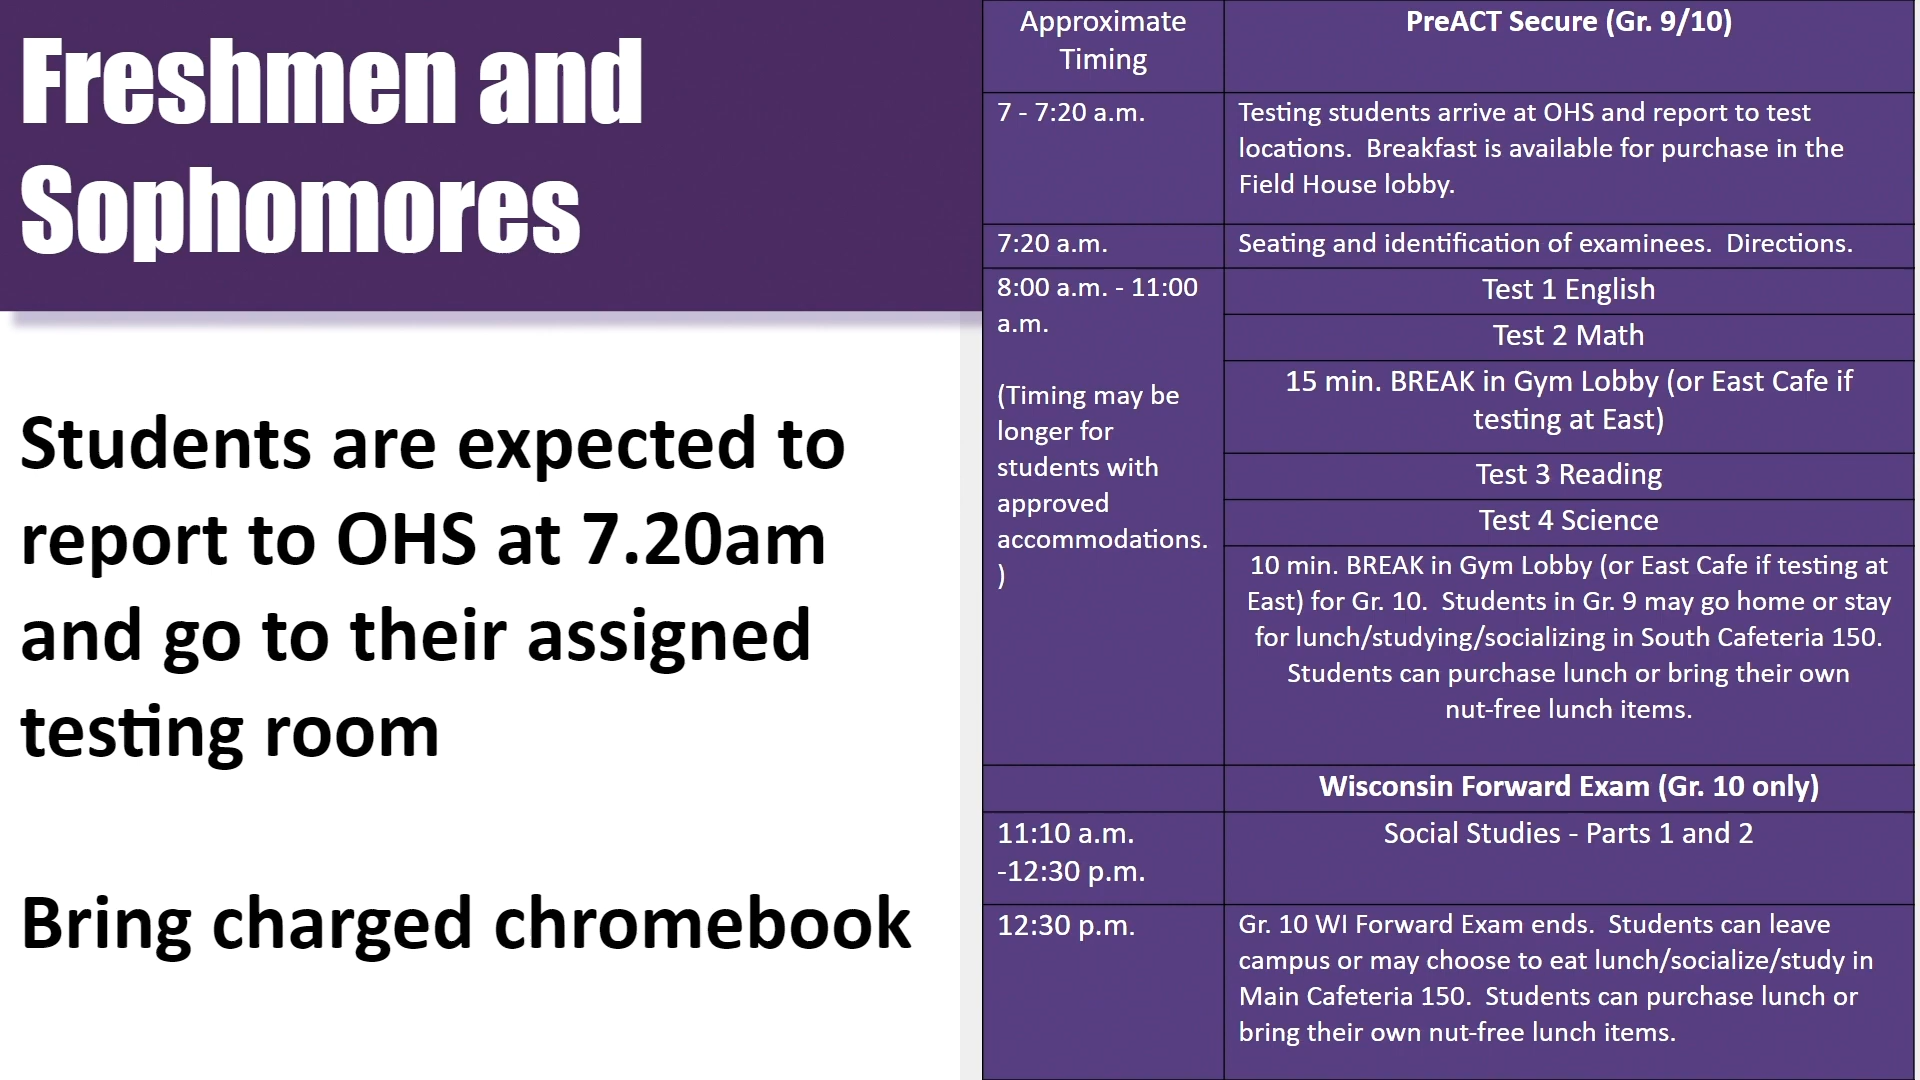 Freshmen and
Sophomores
Students are expected to
report to OHS at 7.20am
and go to their assigned
testing room
Bring charged chromebook
Approximate
Timing
PreACT Secure (Gr. 9/10)
7 - 7:20 a.m.
Testing students arrive at OHS and report to test
locations.  Breakfast is available for purchase in the
Field House lobby.
7:20 a.m.
Seating and identification of examinees.  Directions.
8:00 a.m. - 11:00
a.m.
(Timing may be
longer for
students with
approved
accommodations.
)
Test 1 English
Test 2 Math
15 min. BREAK in Gym Lobby (or East Cafe if
testing at East)
Test 3 Reading
Test 4 Science
10 min. BREAK in Gym Lobby (or East Cafe if testing at
East) for Gr. 10.  Students in Gr. 9 may go home or stay
for lunch/studying/socializing in South Cafeteria 150.
Students can purchase lunch or bring their own
nut-free lunch items.
Wisconsin Forward Exam (Gr. 10 only)
11:10 a.m.
-12:30 p.m.
Social Studies - Parts 1 and 2
12:30 p.m.
Gr. 10 WI Forward Exam ends.  Students can leave
campus or may choose to eat lunch/socialize/study in
Main Cafeteria 150.  Students can purchase lunch or
bring their own nut-free lunch items.